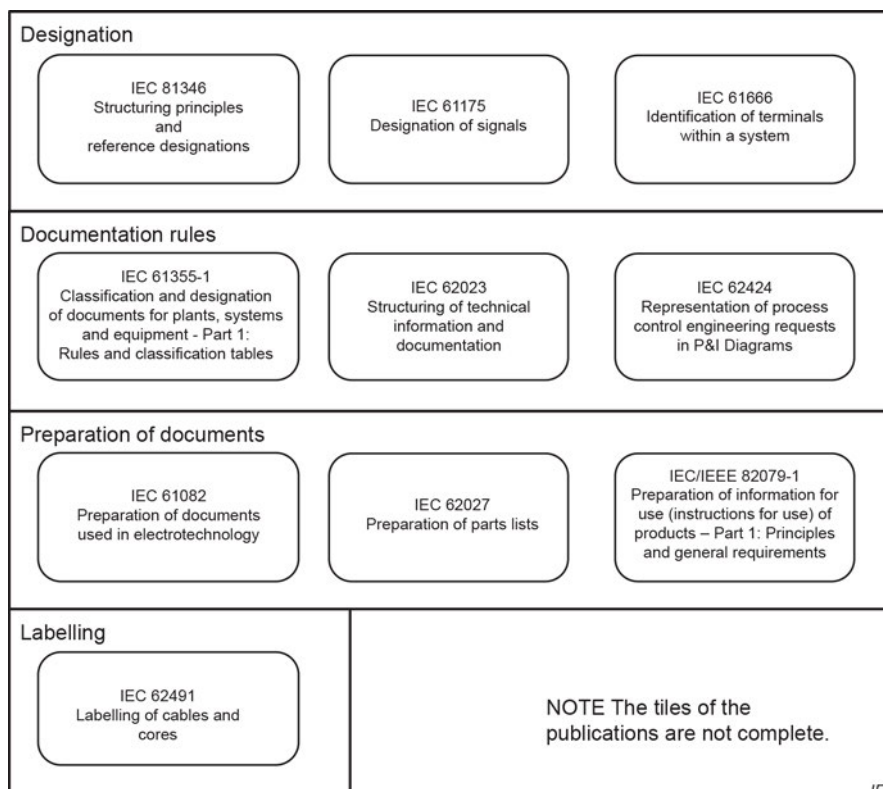 Designation
IEC 81346
Structuring principles
and
reference designations
IEC 61175
Designation of signals
IEC 61666
Identification of terminals
within a system
Documentation rules
IEC 61355-1
Classification and designation
of documents for plants, systems
and equipment - Part 1:
Rules and classification tables
IEC 62023
Structuring of technical
information and
documentation
IEC 62424
Representation of process
control engineering requests
in P&I Diagrams
Preparation of documents
IEC 61082
Preparation of documents
used in electrotechnology
IEC 62027
Preparation of parts lists
IEC/IEEE 82079-1
Preparation of information for
use (instructions for use) of
products – Part 1: Principles
and general requirements
Labelling
IEC 62491
Labelling of cables and
cores
NOTE The tiles of the
publications are not complete.